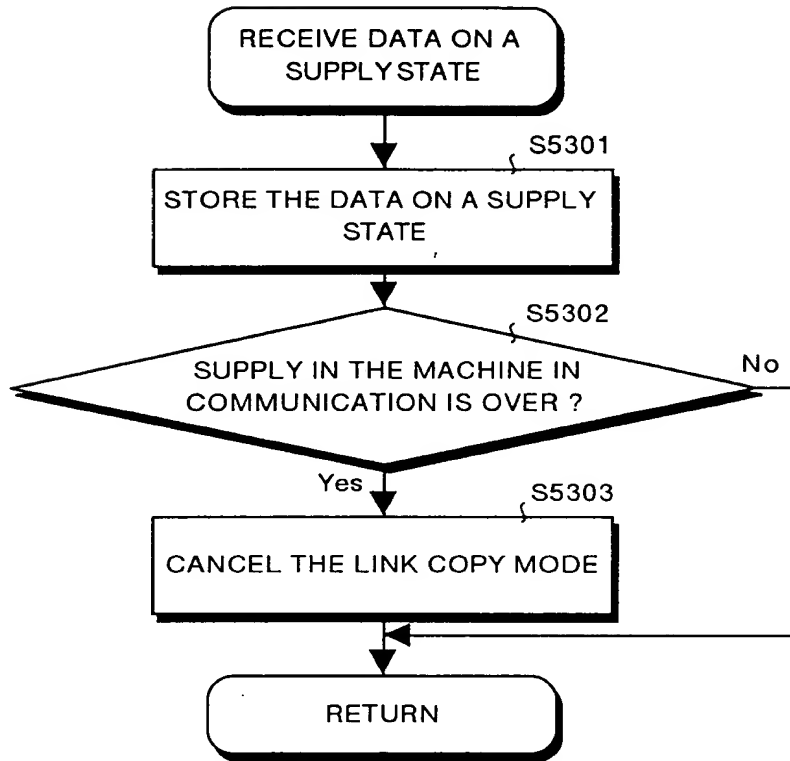 RECEIVE DATA ON A
SUPPLY STATE
S5301
STORE THE DATA ON A SUPPLY
STATE
S5302
SUPPLY IN THE MACHINE IN
COMMUNICATION IS OVER ?
No
Yes
S5303
CANCEL THE LINK COPY MODE
RETURN